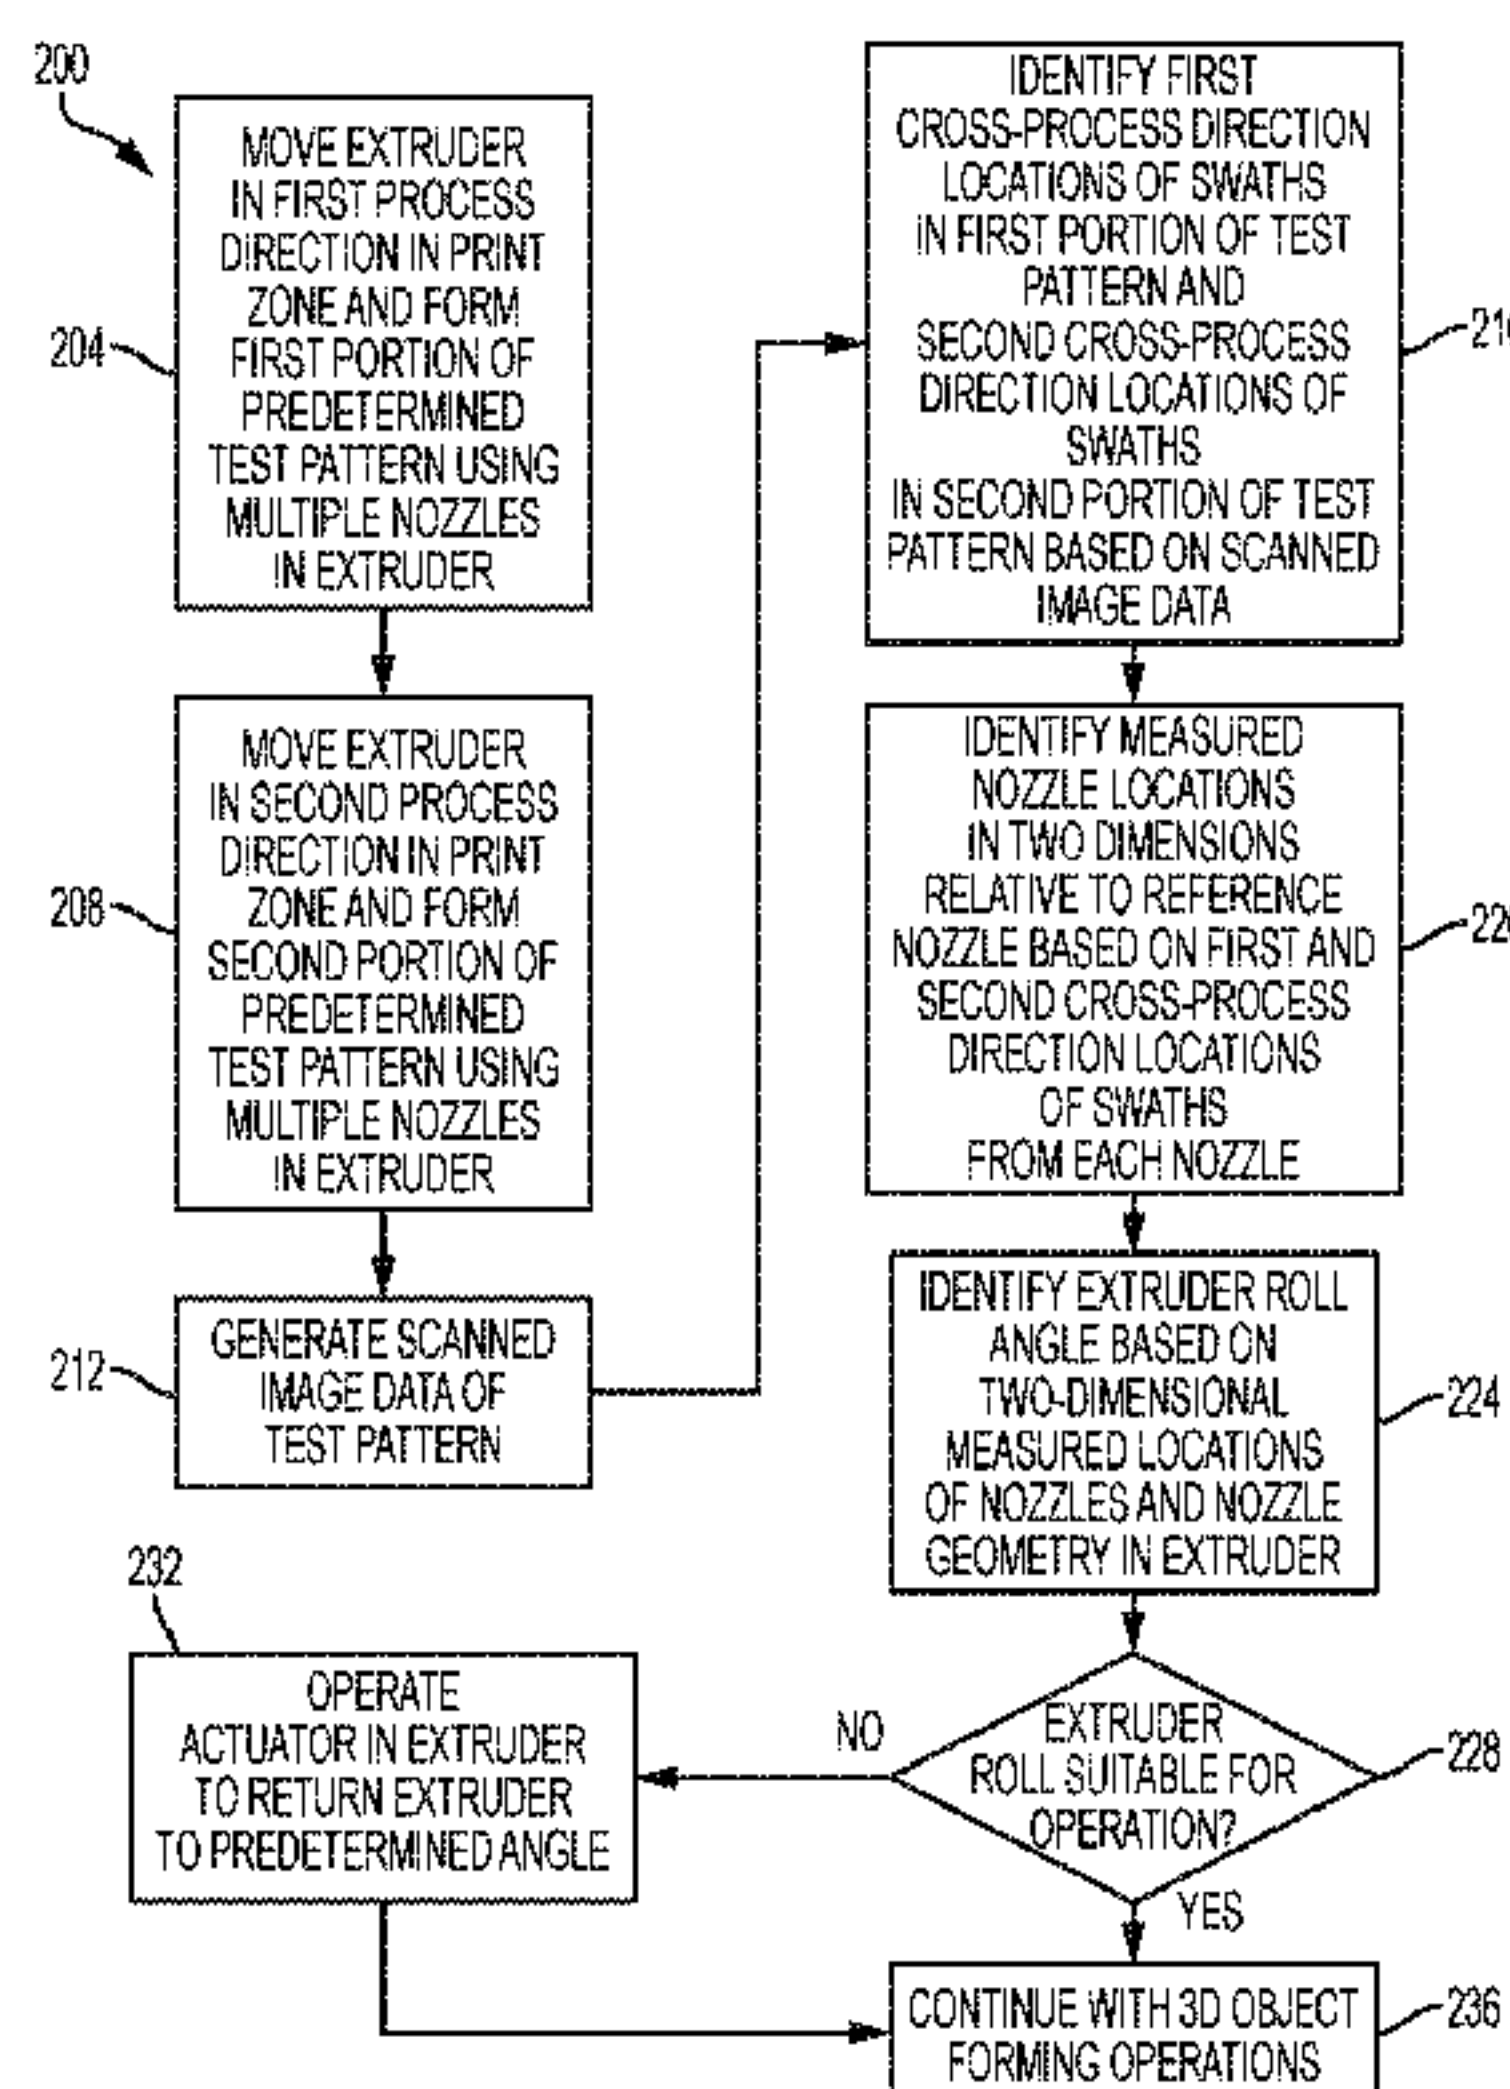 200
MOVE EXTRUDER
IN FIRST PROCESS
DIRECTION IN PRINT
ZONE AND FORM
FIRST PORTION OF
PREDETERMINED
TEST PATTERN USING
MULTIPLE NOZZLES
IN EXTRUDER
204
MOVE EXTRUDER
IN SECOND PROCESS
DIRECTION IN PRINT
ZONE AND FORM
SECOND PORTION OF
PREDETERMINED
TEST PATTERN USING
MULTIPLE NOZZLES
IN EXTRUDER
208
GENERATE SCANNED
IMAGE DATA OF
TEST PATTERN
212
IDENTIFY FIRST
CROSS-PROCESS DIRECTION
LOCATIONS OF SWATHS
IN FIRST PORTION OF TEST
PATTERN AND
SECOND CROSS-PROCESS
DIRECTION LOCATIONS OF
SWATHS
IN SECOND PORTION OF TEST
PATTERN BASED ON SCANNED
IMAGE DATA
IDENTIFY MEASURED
NOZZLE LOCATIONS
IN TWO DIMENSIONS
RELATIVE TO REFERENCE
NOZZLE BASED ON FIRST AND
SECOND CROSS-PROCESS
DIRECTION LOCATIONS
OF SWATHS
FROM EACH NOZZLE
IDENTIFY EXTRUDER ROLL
ANGLE BASED ON
TWO-DIMENSIONAL
MEASURED LOCATIONS
OF NOZZLES AND NOZZLE
GEOMETRY IN EXTRUDER
224
EXTRUDER
ROLL SUITABLE FOR
OPERATION?
228
NO
YES
232
OPERATE
ACTUATOR IN EXTRUDER
TO RETURN EXTRUDER
TO PREDETERMINED ANGLE
CONTINUE WITH 3D OBJECT
FORMING OPERATIONS
236